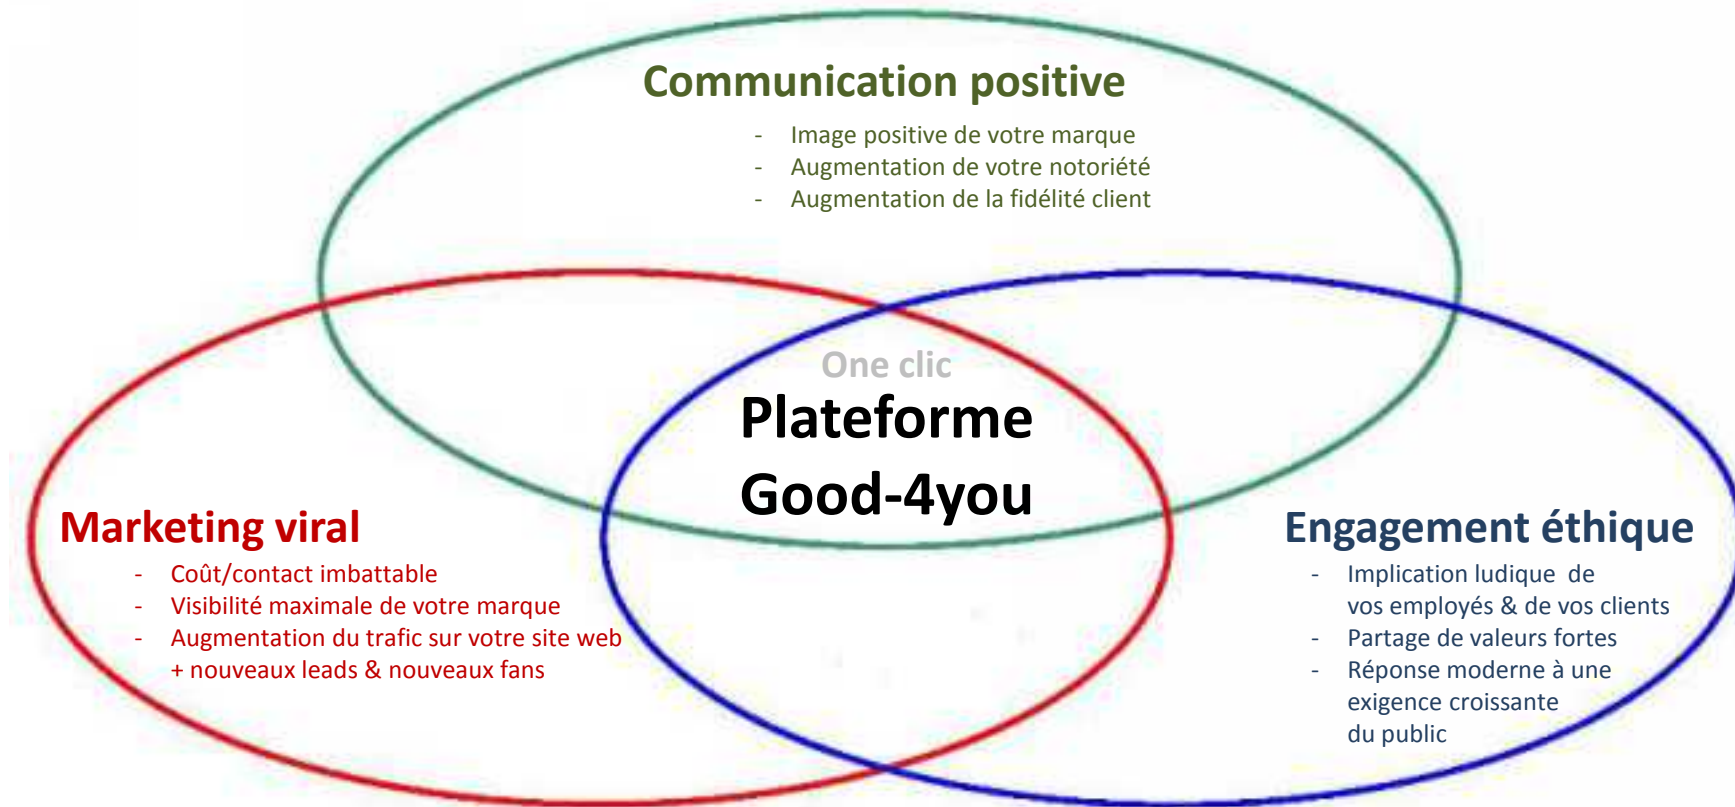 Communication positive
- Image positive de votre marque
- Augmentation de votre notoriété
- Augmentation de la fidélité client
One clic
Plateforme
Good-4you
Marketing viral
- Coût/contact imbattable
- Visibilité maximale de votre marque
- Augmentation du trafic sur votre site web
+ nouveaux leads & nouveaux fans
Engagement éthique
- Implication ludique de
vos employés & de vos clients
- Partage de valeurs fortes
- Réponse moderne à une
exigence croissante
du public